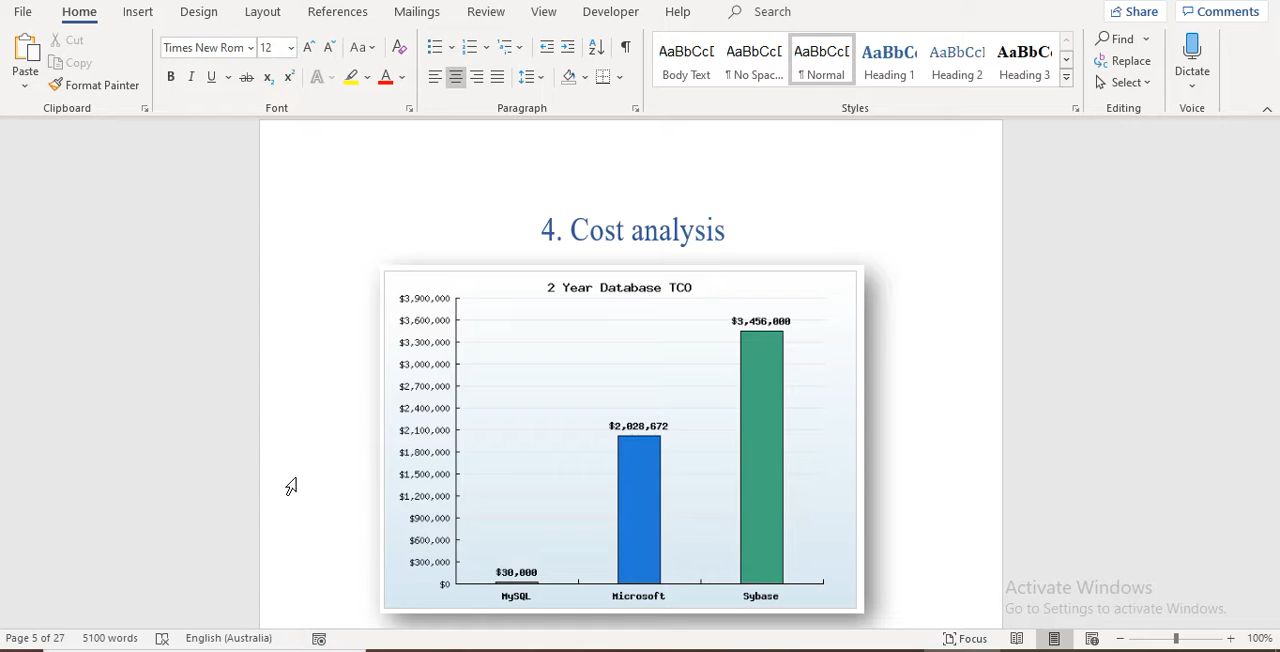 File Home Insert Design Layout References Mailings Review View Developer Help Search Share Comments
Paste Cut Copy Format Painter Clipboard
Times New Rom 12 Aa Font
Paragraph
AaBbCcD AaBbCcD AaBbCcD AaBbC AaBbCcD AaBbC
Body Text ¶ No Spac... ¶ Normal Heading 1 Heading 2 Heading 3
Styles
Find Replace Select Editing
Dictate Voice
4. Cost analysis
2 Year Database TCO
$3,900,000
$3,600,000
$3,300,000
$3,000,000
$2,700,000
$2,400,000
$2,100,000
$1,800,000
$1,500,000
$1,200,000
$900,000
$600,000
$300,000
$0
$30,000
$2,028,672
$3,456,000
MySQL Microsoft Sybase
Activate Windows
Go to Settings to activate Windows.
Page 5 of 27 5100 words English (Australia) Focus 100%